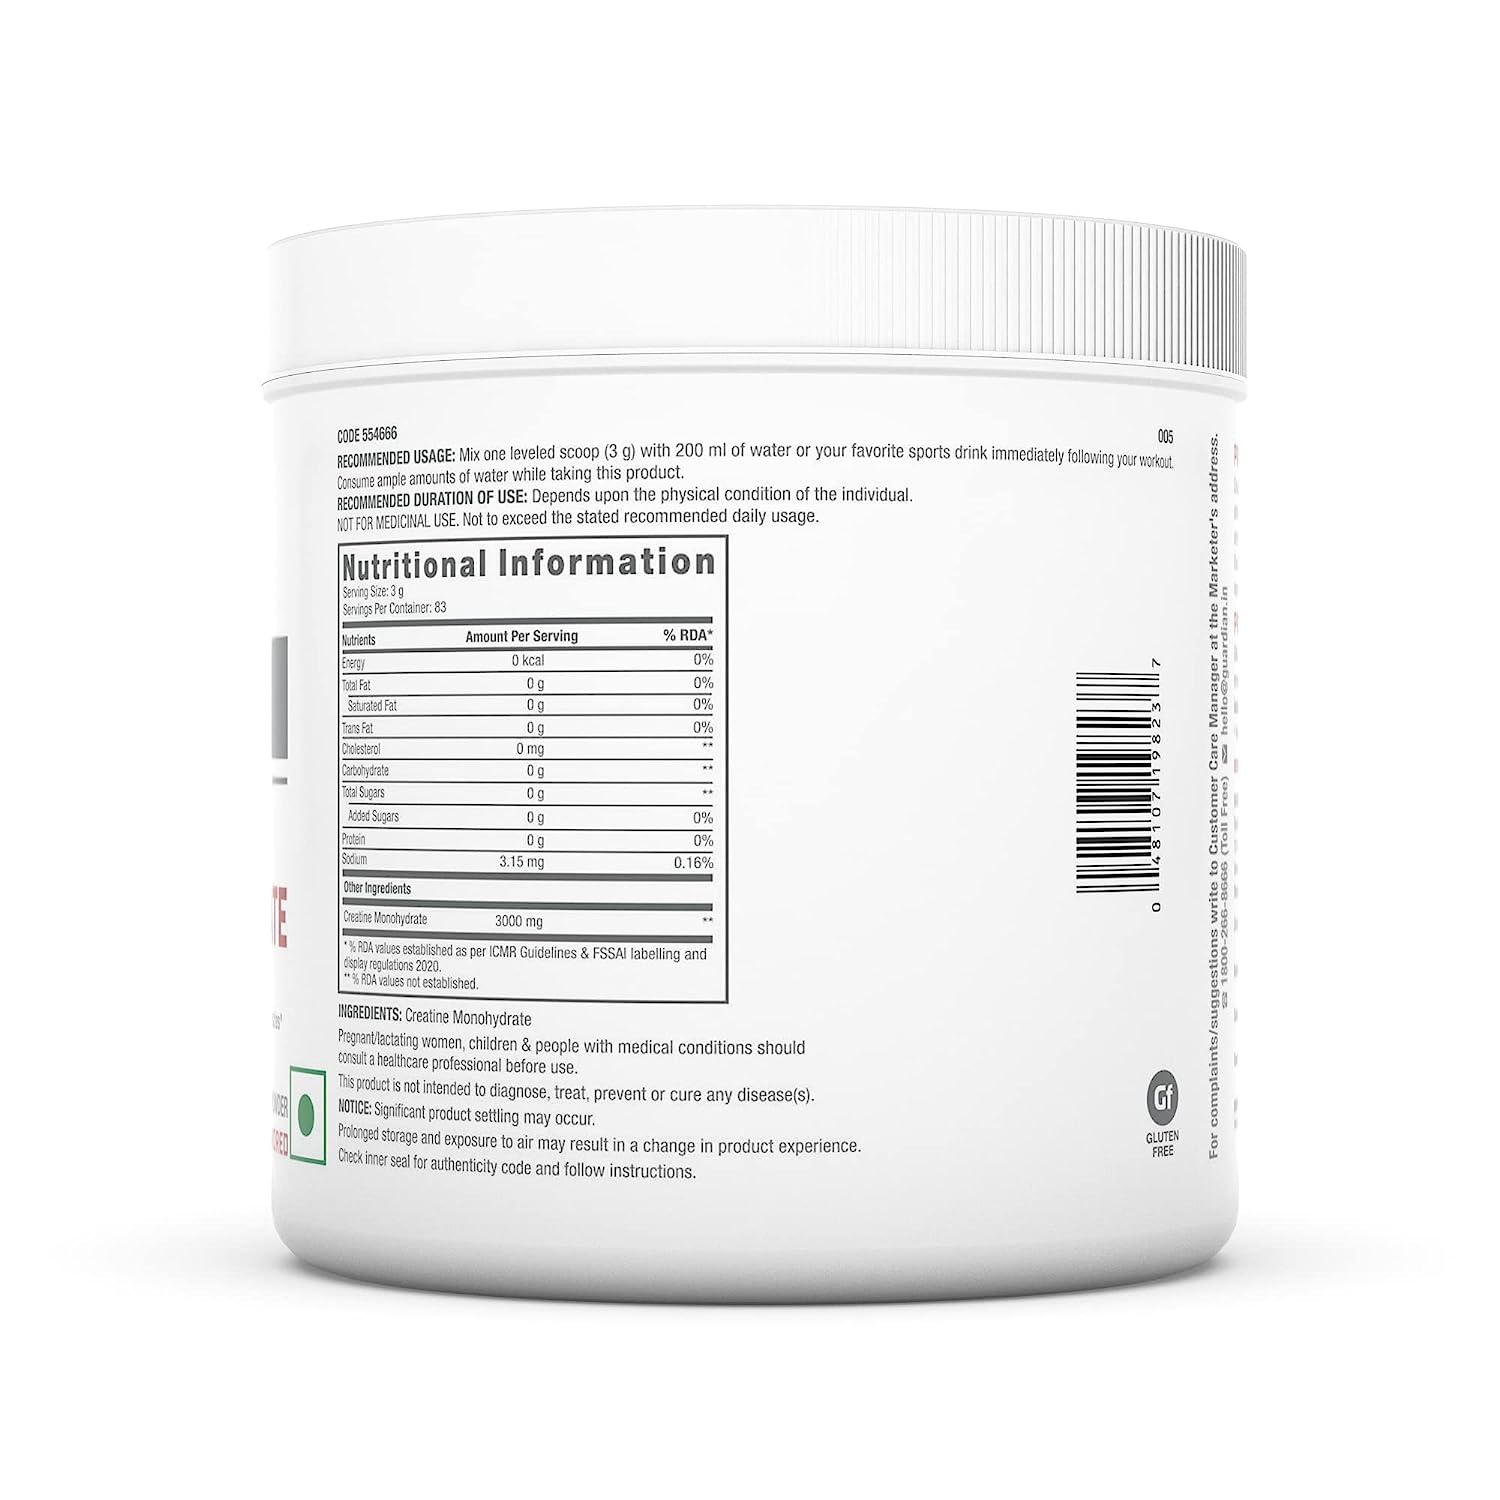 CODE 554666
005
RECOMMENDED USAGE: Mix one leveled scoop (3 g) with 200 ml of water or your favorite sports drink immediately following your workout.
Consume ample amounts of water while taking this product.
RECOMMENDED DURATION OF USE: Depends upon the physical condition of the individual.
NOT FOR MEDICINAL USE. Not to exceed the stated recommended daily usage.
Nutritional Information
Serving Size: 3 g
Servings Per Container: 83
Nutrients Amount Per Serving % RDA*
Energy 0 kcal 0%
Total Fat 0 g 0%
Saturated Fat 0 g 0%
Trans Fat 0 g 0%
Cholesterol 0 mg **
Carbohydrate 0 g **
Total Sugars 0 g **
Added Sugars 0 g 0%
Protein 0 g 0%
Sodium 3.15 mg 0.16%
Other Ingredients
Creatine Monohydrate 3000 mg **
* % RDA values established as per ICMR Guidelines & FSSAI labelling and
display regulations 2020.
** % RDA values not established.
INGREDIENTS: Creatine Monohydrate
Pregnant/lactating women, children & people with medical conditions should
consult a healthcare professional before use.
This product is not intended to diagnose, treat, prevent or cure any disease(s).
NOTICE: Significant product settling may occur.
Prolonged storage and exposure to air may result in a change in product experience.
Check inner seal for authenticity code and follow instructions.
0 48107 19823 7
Gf
GLUTEN
FREE
For complaints/suggestions write to Customer Care Manager at the Marketer's address.
1800-266-8666 (Toll Free) hello@guardian.in